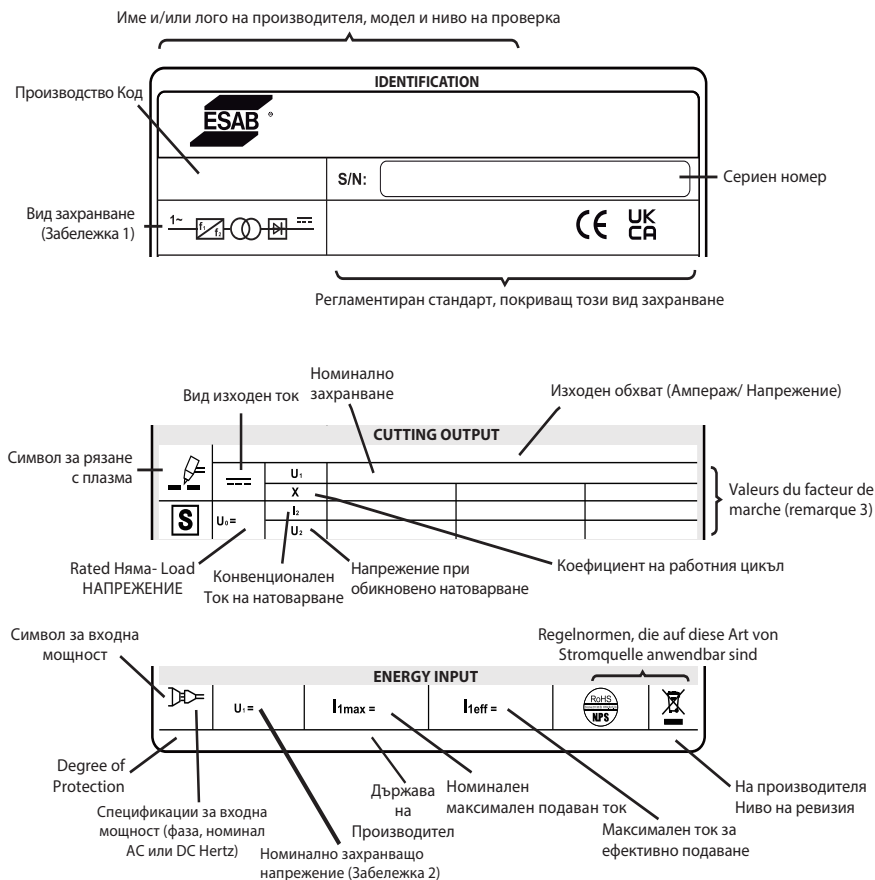 Име и/или лого на производителя, модел и ниво на проверка
IDENTIFICATION
Производство Код
ESAB ®
S/N:
Сериен номер
Вид захранване
(Забележка 1)
1~
f₁
f₂
CE UK
CA
Регламентиран стандарт, покриващ този вид захранване
Номинално
захранване
Вид изходен ток
Изходен обхват (Ампераж/ Напрежение)
CUTTING OUTPUT
Символ за рязане
с плазма
U₁
X
S
U₀=
I₂
U₂
Valeurs du facteur de
marche (remarque 3)
Rated Няма- Load
НАПРЕЖЕНИЕ
Конвенционален
Ток на натоварване
Напрежение при
обикновено натоварване
Коефициент на работния цикъл
Символ за входна
мощност
Regelnormen, die auf diese Art von
Stromquelle anwendbar sind
ENERGY INPUT
U₁=
I1max =
I1eff =
RoHS
NPS
Degree of
Protection
Спецификации за входна
мощност (фаза, номинал
AC или DC Hertz)
Номинално захранващо
напрежение (Забележка 2)
Държава
на
Производител
Номинален
максимален подаван ток
Максимален ток за
ефективно подаване
На производителя
Ниво на ревизия